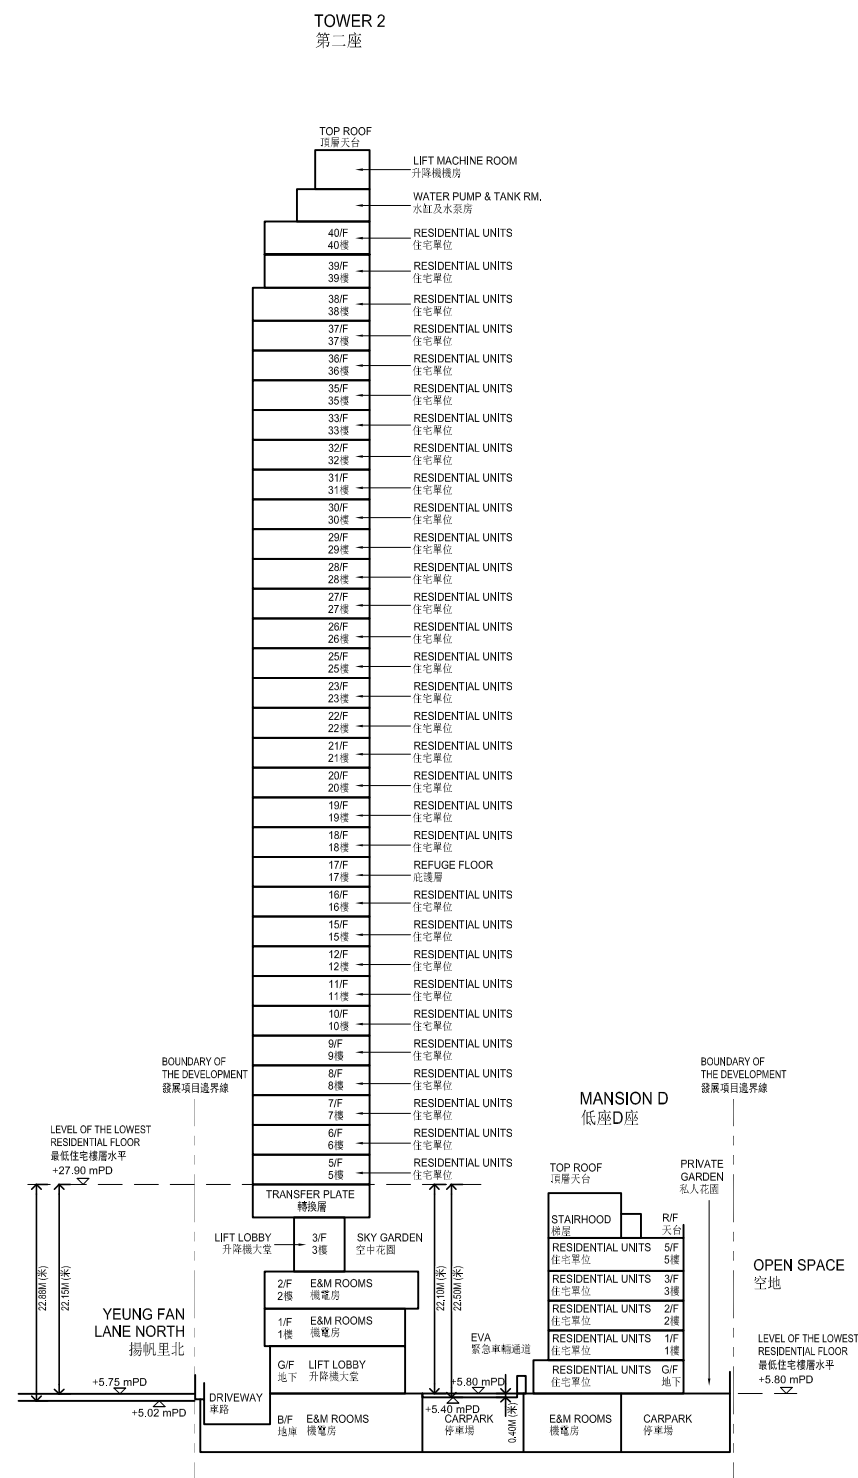 TOWER 2
第二座
TOP ROOF
頂層天台
LIFT MACHINE ROOM
升降機機房
WATER PUMP & TANK RM.
水缸及水泵房
40/F RESIDENTIAL UNITS
40樓 住宅單位
39/F RESIDENTIAL UNITS
39樓 住宅單位
38/F RESIDENTIAL UNITS
38樓 住宅單位
37/F RESIDENTIAL UNITS
37樓 住宅單位
36/F RESIDENTIAL UNITS
36樓 住宅單位
35/F RESIDENTIAL UNITS
35樓 住宅單位
33/F RESIDENTIAL UNITS
33樓 住宅單位
32/F RESIDENTIAL UNITS
32樓 住宅單位
31/F RESIDENTIAL UNITS
31樓 住宅單位
30/F RESIDENTIAL UNITS
30樓 住宅單位
29/F RESIDENTIAL UNITS
29樓 住宅單位
28/F RESIDENTIAL UNITS
28樓 住宅單位
27/F RESIDENTIAL UNITS
27樓 住宅單位
26/F RESIDENTIAL UNITS
26樓 住宅單位
25/F RESIDENTIAL UNITS
25樓 住宅單位
23/F RESIDENTIAL UNITS
23樓 住宅單位
22/F RESIDENTIAL UNITS
22樓 住宅單位
21/F RESIDENTIAL UNITS
21樓 住宅單位
20/F RESIDENTIAL UNITS
20樓 住宅單位
19/F RESIDENTIAL UNITS
19樓 住宅單位
18/F RESIDENTIAL UNITS
18樓 住宅單位
17/F REFUGE FLOOR
17樓 庇護層
16/F RESIDENTIAL UNITS
16樓 住宅單位
15/F RESIDENTIAL UNITS
15樓 住宅單位
12/F RESIDENTIAL UNITS
12樓 住宅單位
11/F RESIDENTIAL UNITS
11樓 住宅單位
10/F RESIDENTIAL UNITS
10樓 住宅單位
9/F RESIDENTIAL UNITS
9樓 住宅單位
8/F RESIDENTIAL UNITS
8樓 住宅單位
7/F RESIDENTIAL UNITS
7樓 住宅單位
6/F RESIDENTIAL UNITS
6樓 住宅單位
5/F RESIDENTIAL UNITS
5樓 住宅單位
TRANSFER PLATE
轉換層
LIFT LOBBY 3/F SKY GARDEN
升降機大堂 3樓 空中花園
2/F E&M ROOMS
2樓 機電房
1/F E&M ROOMS
1樓 機電房
G/F LIFT LOBBY
地下 升降機大堂
DRIVEWAY
車路
B/F E&M ROOMS
地庫 機電房
CARPARK
停車場
BOUNDARY OF
THE DEVELOPMENT
發展項目邊界線
LEVEL OF THE LOWEST
RESIDENTIAL FLOOR
最低住宅樓層水平
+27.90 mPD
22.88M (米)
22.15M (米)
YEUNG FAN
LANE NORTH
揚帆里北
+5.75 mPD
+5.02 mPD
22.10M (米)
22.50M (米)
EVA
緊急車輛通道
+5.80 mPD
+5.40 mPD
0.40M (米)
MANSION D
低座D座
TOP ROOF
頂層天台
STAIRHOOD R/F
梯屋 天台
RESIDENTIAL UNITS 5/F
住宅單位 5樓
RESIDENTIAL UNITS 3/F
住宅單位 3樓
RESIDENTIAL UNITS 2/F
住宅單位 2樓
RESIDENTIAL UNITS 1/F
住宅單位 1樓
RESIDENTIAL UNITS G/F
住宅單位 地下
E&M ROOMS
機電房
CARPARK
停車場
PRIVATE
GARDEN
私人花園
BOUNDARY OF
THE DEVELOPMENT
發展項目邊界線
OPEN SPACE
空地
LEVEL OF THE LOWEST
RESIDENTIAL FLOOR
最低住宅樓層水平
+5.80 mPD